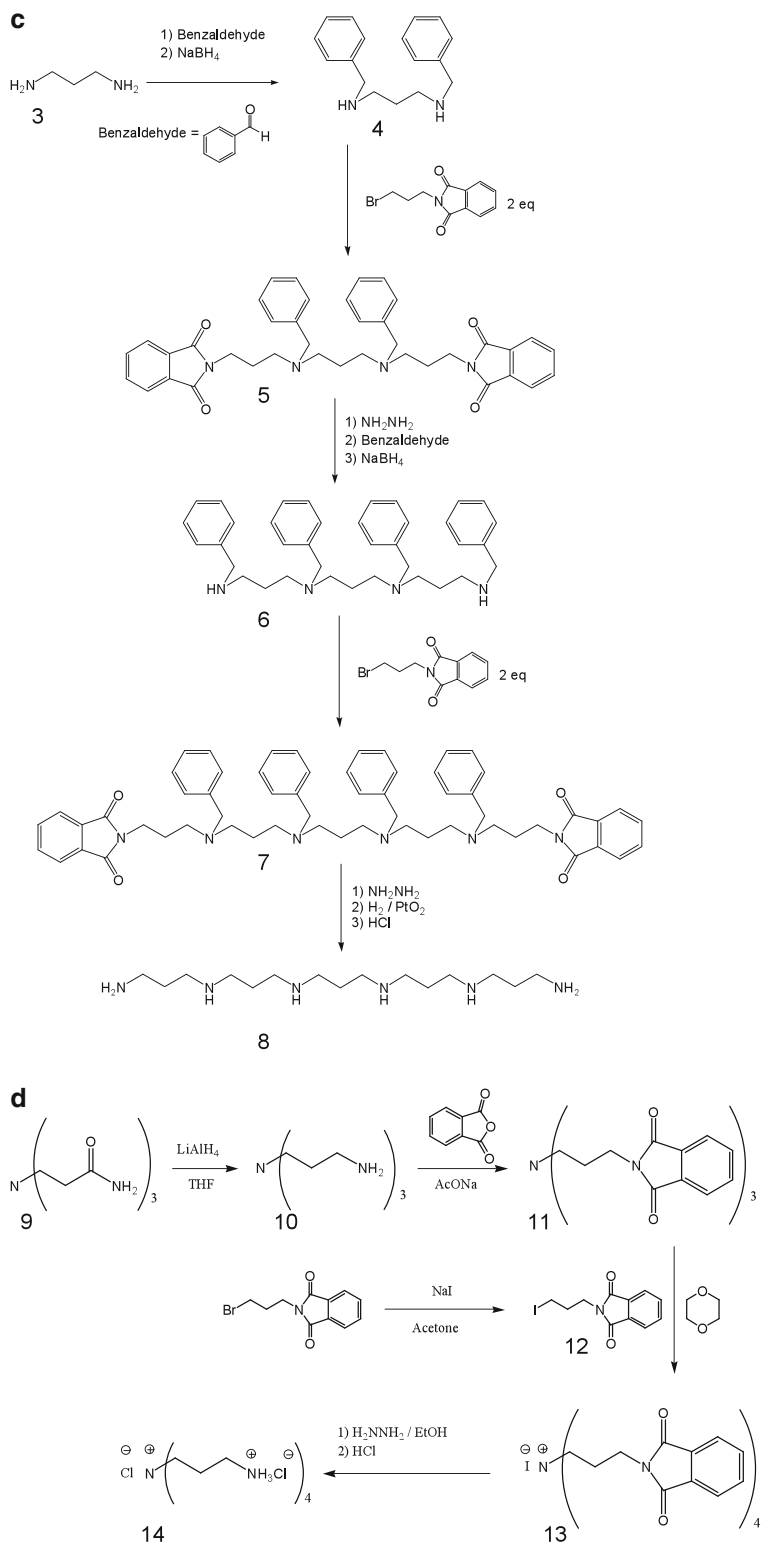 c
1) Benzaldehyde
2) NaBH4
H2N NH2
3
Benzaldehyde =
O
H
HN N
H
4
O
Br N 2 eq
O
O O
N N N N
O O
5
1) NH2NH2
2) Benzaldehyde
3) NaBH4
HN N N N
H
6
O
Br N 2 eq
O
O O
N N N N N N
O O
7
1) NH2NH2
2) H2 / PtO2
3) HCl
H2N N N N N NH2
H H H H
8
d
O
N NH2 3
9
LiAlH4
THF
N NH2 3
10
O
O
O
AcONa
O
N N
O 3
11
O
Br N
O
NaI
Acetone
O
I N
O
12
O
O
⊖ ⊕ ⊕ ⊖
Cl N NH3Cl 4
14
1) H2NNH2 / EtOH
2) HCl
⊖ ⊕ O
I N N
O 4
13